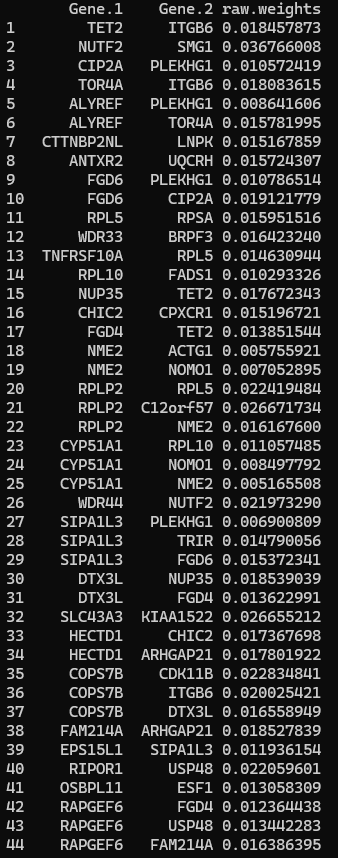 Gene.1 Gene.2 raw.weights
1 TET2 ITGB6 0.018457873
2 NUTF2 SMG1 0.036766008
3 CIP2A PLEKHG1 0.010572419
4 TOR4A ITGB6 0.018083615
5 ALYREF PLEKHG1 0.008641606
6 ALYREF TOR4A 0.015781995
7 CTTNBP2NL LNPK 0.015167859
8 ANTXR2 UQCRH 0.015724307
9 FGD6 PLEKHG1 0.010786514
10 FGD6 CIP2A 0.019121779
11 RPL5 RPSA 0.015951516
12 WDR33 BRPF3 0.016423240
13 TNFRSF10A RPL5 0.014630944
14 RPL10 FADS1 0.010293326
15 NUP35 TET2 0.017672343
16 CHIC2 CPXCR1 0.015196721
17 FGD4 TET2 0.013851544
18 NME2 ACTG1 0.005755921
19 NME2 NOMO1 0.007052895
20 RPLP2 RPL5 0.022419484
21 RPLP2 C12orf57 0.026671734
22 RPLP2 NME2 0.016167600
23 CYP51A1 RPL10 0.011057485
24 CYP51A1 NOMO1 0.008497792
25 CYP51A1 NME2 0.005165508
26 WDR44 NUTF2 0.021973290
27 SIPA1L3 PLEKHG1 0.006900809
28 SIPA1L3 TRIR 0.014790056
29 SIPA1L3 FGD6 0.015372341
30 DTX3L NUP35 0.018539039
31 DTX3L FGD4 0.013622991
32 SLC43A3 KIAA1522 0.026655212
33 HECTD1 CHIC2 0.017367698
34 HECTD1 ARHGAP21 0.017801922
35 COPS7B CDK11B 0.022834841
36 COPS7B ITGB6 0.020025421
37 COPS7B DTX3L 0.016558949
38 FAM214A ARHGAP21 0.018527839
39 EPS15L1 SIPA1L3 0.011936154
40 RIPOR1 USP48 0.022059601
41 OSBPL11 ESF1 0.013058309
42 RAPGEF6 FGD4 0.012364438
43 RAPGEF6 USP48 0.013442283
44 RAPGEF6 FAM214A 0.016386395